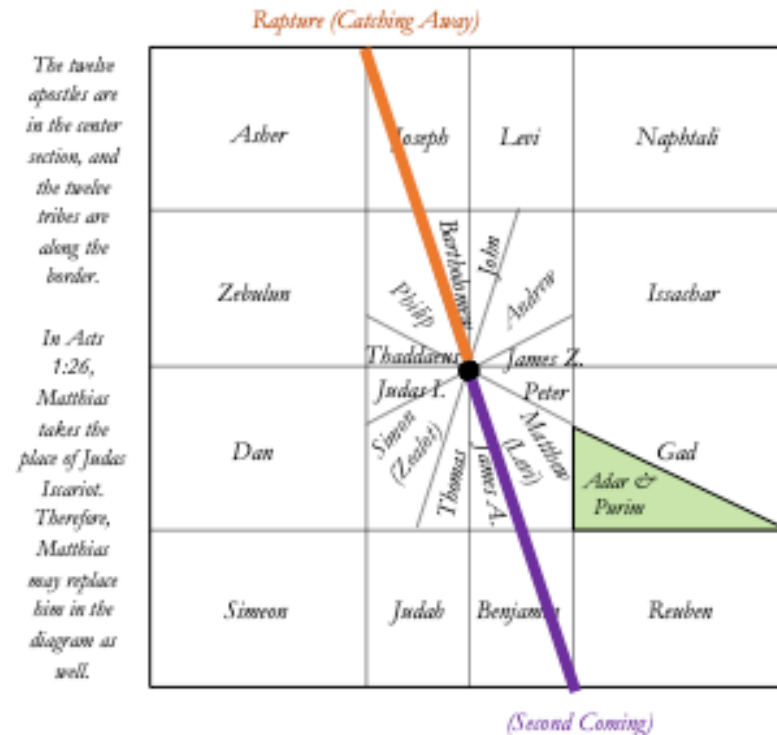 Rapture (Catching Away)
The twelve
apostles are
in the center
section, and
the twelve
tribes are
along the
border.
In Acts
1:26,
Matthias
takes the
place of Judas
Iscariot.
Therefore,
Matthias
may replace
him in the
diagram as
well.
Asher
Joseph
Levi
Naphtali
Zebulun
Philip
Bartholomew
John
Andrew
Issachar
Thaddaeus
James Z.
Judas I.
Peter
Dan
Simon
(Zealot)
Thomas
James A.
Matthew
(Levi)
Gad
Adar &
Purim
Simeon
Judah
Benjamin
Reuben
(Second Coming)